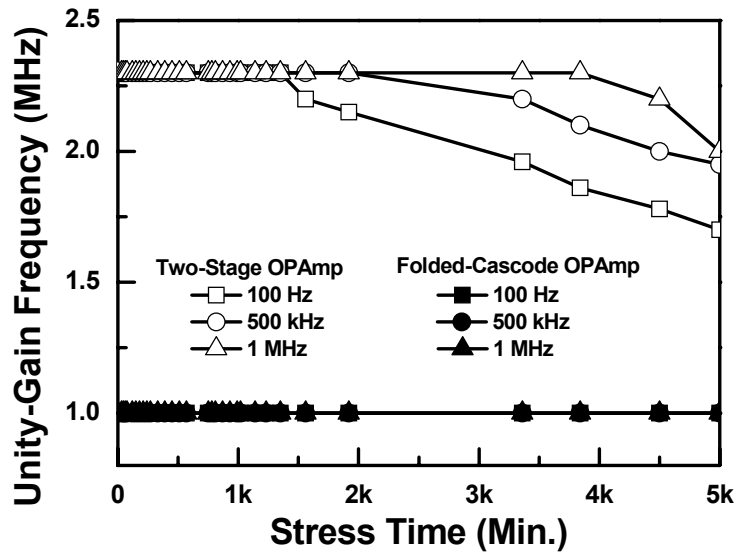 Unity-Gain Frequency (MHz)
2.5
2.0
1.5
1.0
Two-Stage OPAmp
100 Hz
500 kHz
1 MHz
Folded-Cascode OPAmp
100 Hz
500 kHz
1 MHz
0 1k 2k 3k 4k 5k
Stress Time (Min.)